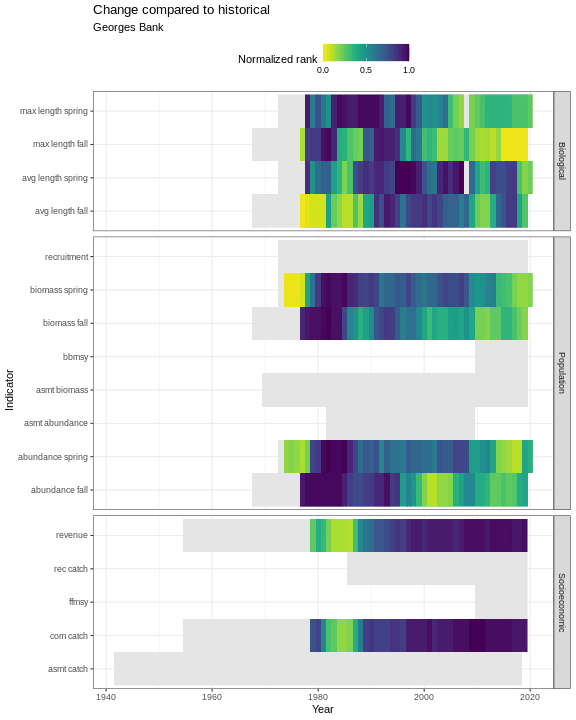 Change compared to historical
Georges Bank
Normalized rank
0.0 0.5 1.0
max length spring
max length fall
avg length spring
avg length fall
Biological
recruitment
biomass spring
biomass fall
bbmsy
asmt biomass
asmt abundance
abundance spring
abundance fall
Population
revenue
rec catch
ffmsy
com catch
asmt catch
Socioeconomic
Indicator
1940 1960 1980 2000 2020
Year